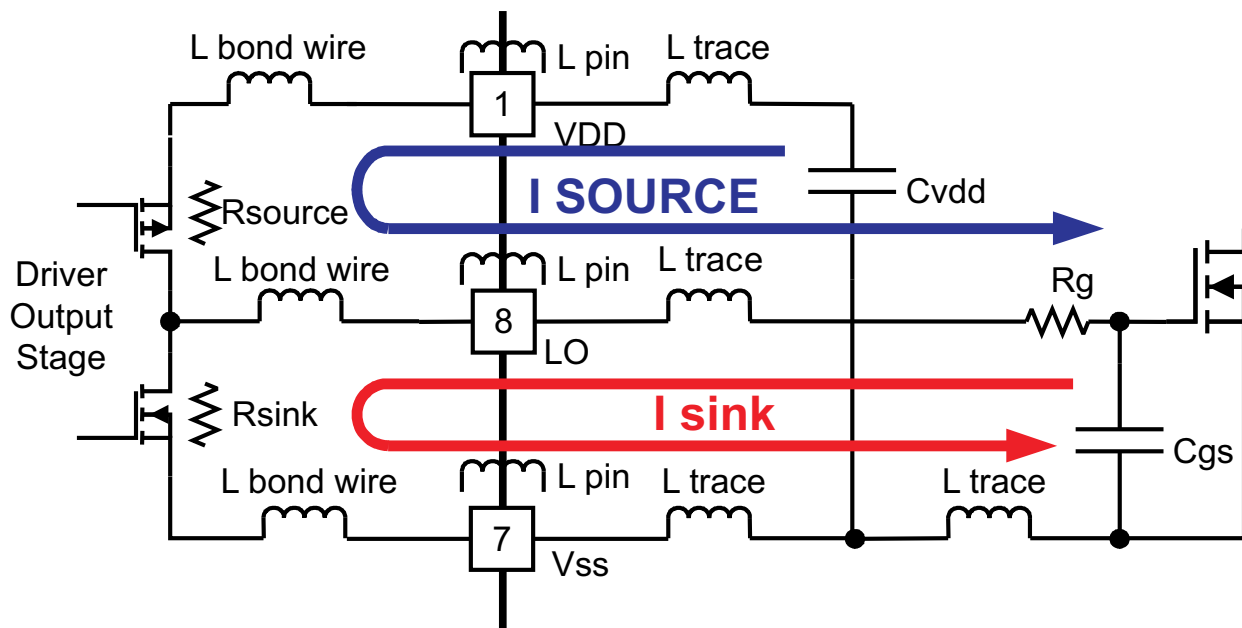 L bond wire
L pin
L trace
1
VDD
I SOURCE
Cvdd
Rsource
L bond wire
L pin
L trace
Rg
Driver
Output
Stage
8
LO
I sink
Rsink
Cgs
L bond wire
L pin
L trace
L trace
7
Vss